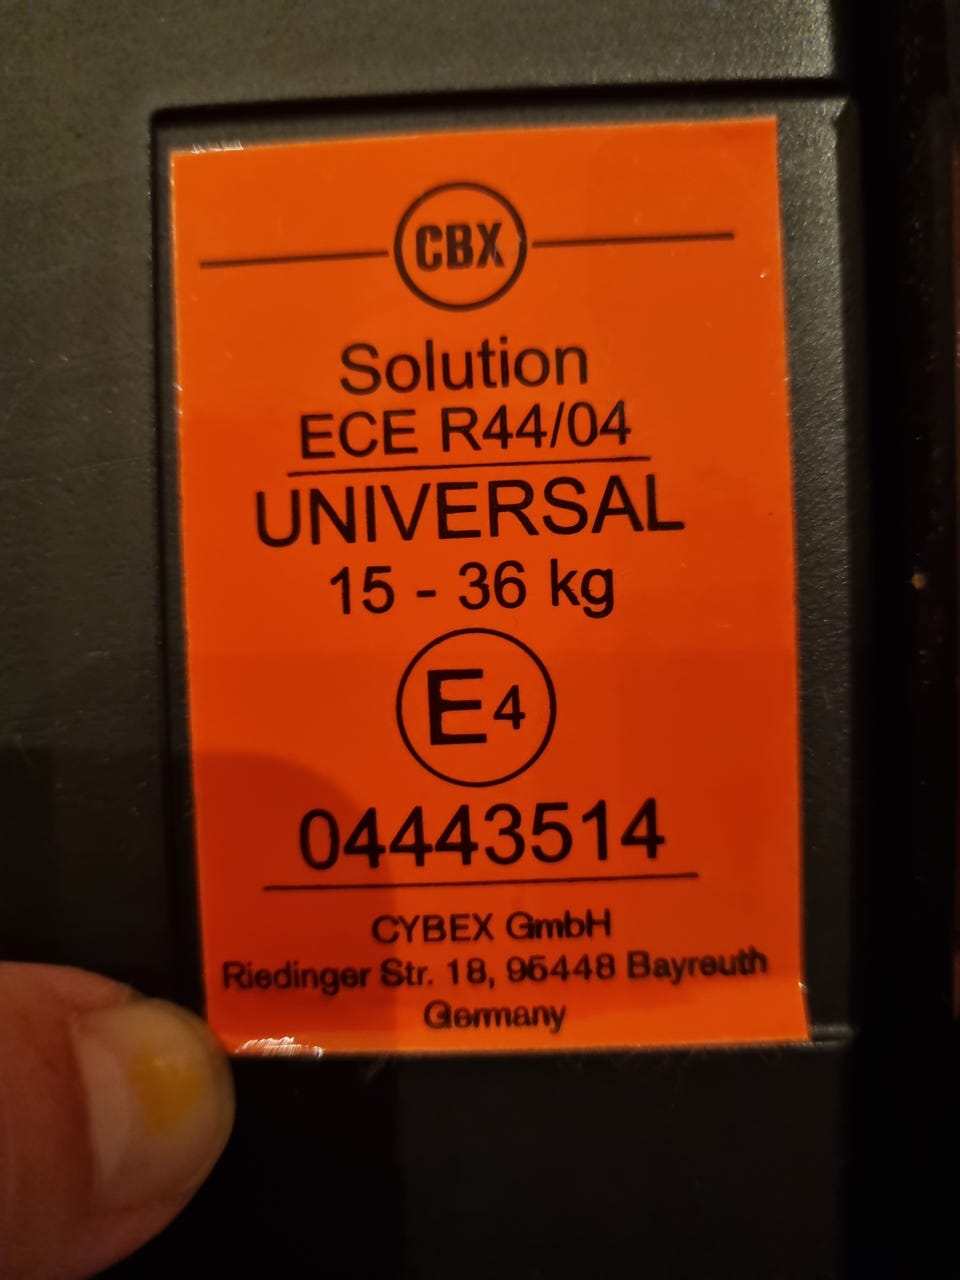 CBX
Solution
ECE R44/04
UNIVERSAL
15 - 36 kg
E4
04443514
CYBEX GmbH
Riedinger Str. 18, 95448 Bayreuth
Germany